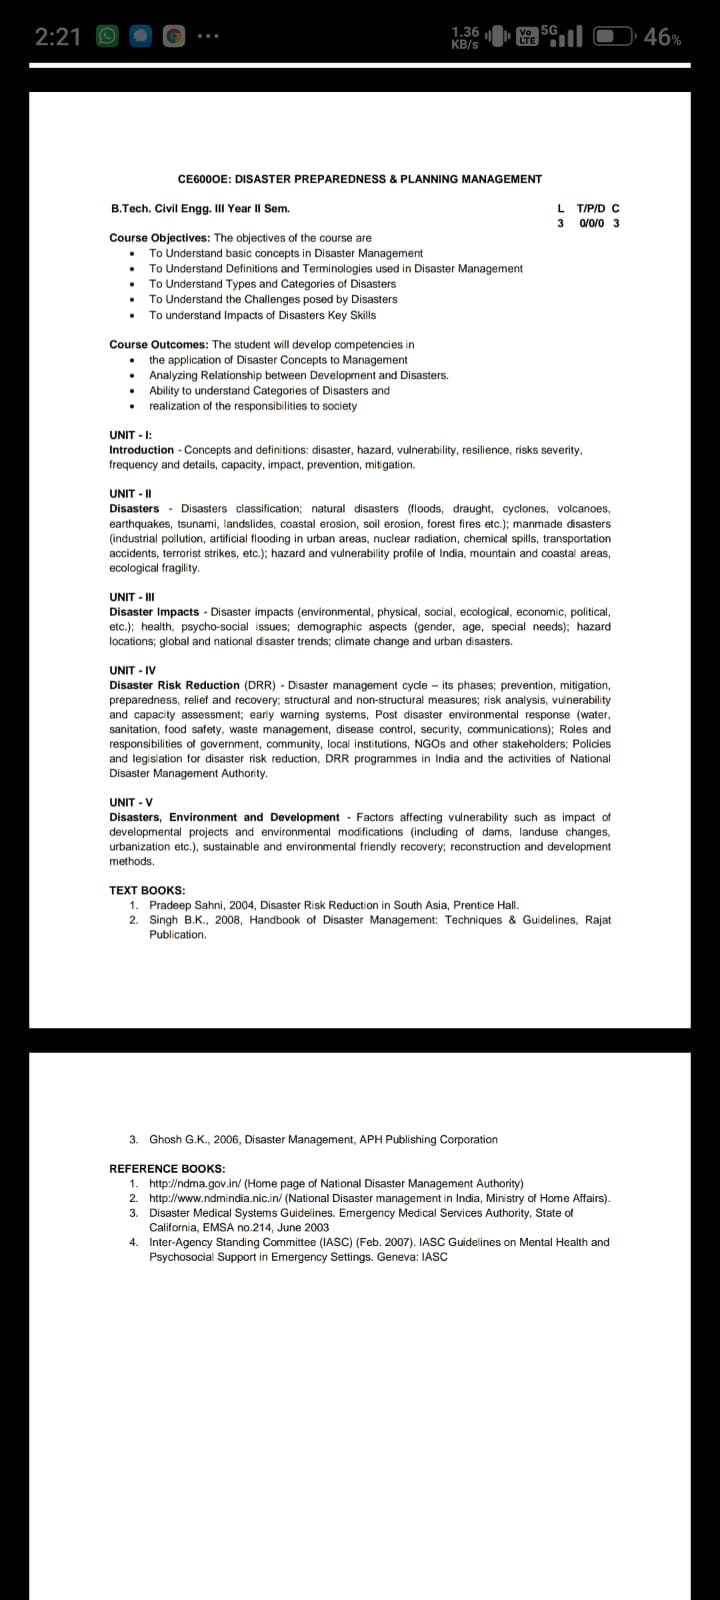 2:21
1.36
KB/s
Vo
LTE
5G
46%
CE600OE: DISASTER PREPAREDNESS & PLANNING MANAGEMENT
B.Tech. Civil Engg. III Year II Sem.
L T/P/D C
3 0/0/0 3
Course Objectives: The objectives of the course are
• To Understand basic concepts in Disaster Management
• To Understand Definitions and Terminologies used in Disaster Management
• To Understand Types and Categories of Disasters
• To Understand the Challenges posed by Disasters
• To understand Impacts of Disasters Key Skills
Course Outcomes: The student will develop competencies in
• the application of Disaster Concepts to Management
• Analyzing Relationship between Development and Disasters.
• Ability to understand Categories of Disasters and
• realization of the responsibilities to society
UNIT - I:
Introduction - Concepts and definitions: disaster, hazard, vulnerability, resilience, risks severity,
frequency and details, capacity, impact, prevention, mitigation.
UNIT - II
Disasters - Disasters classification; natural disasters (floods, draught, cyclones, volcanoes,
earthquakes, tsunami, landslides, coastal erosion, soil erosion, forest fires etc.); manmade disasters
(industrial pollution, artificial flooding in urban areas, nuclear radiation, chemical spills, transportation
accidents, terrorist strikes, etc.); hazard and vulnerability profile of India, mountain and coastal areas,
ecological fragility.
UNIT - III
Disaster Impacts - Disaster impacts (environmental, physical, social, ecological, economic, political,
etc.); health, psycho-social issues; demographic aspects (gender, age, special needs); hazard
locations; global and national disaster trends; climate change and urban disasters.
UNIT - IV
Disaster Risk Reduction (DRR) - Disaster management cycle – its phases; prevention, mitigation,
preparedness, relief and recovery; structural and non-structural measures; risk analysis, vulnerability
and capacity assessment; early warning systems, Post disaster environmental response (water,
sanitation, food safety, waste management, disease control, security, communications); Roles and
responsibilities of government, community, local institutions, NGOs and other stakeholders; Policies
and legislation for disaster risk reduction, DRR programmes in India and the activities of National
Disaster Management Authority.
UNIT - V
Disasters, Environment and Development - Factors affecting vulnerability such as impact of
developmental projects and environmental modifications (including of dams, landuse changes,
urbanization etc.), sustainable and environmental friendly recovery; reconstruction and development
methods.
TEXT BOOKS:
1. Pradeep Sahni, 2004, Disaster Risk Reduction in South Asia, Prentice Hall.
2. Singh B.K., 2008, Handbook of Disaster Management: Techniques & Guidelines, Rajat
Publication.
3. Ghosh G.K., 2006, Disaster Management, APH Publishing Corporation
REFERENCE BOOKS:
1. http://ndma.gov.in/ (Home page of National Disaster Management Authority)
2. http://www.ndmindia.nic.in/ (National Disaster management in India, Ministry of Home Affairs).
3. Disaster Medical Systems Guidelines. Emergency Medical Services Authority, State of
California, EMSA no.214, June 2003
4. Inter-Agency Standing Committee (IASC) (Feb. 2007). IASC Guidelines on Mental Health and
Psychosocial Support in Emergency Settings. Geneva: IASC